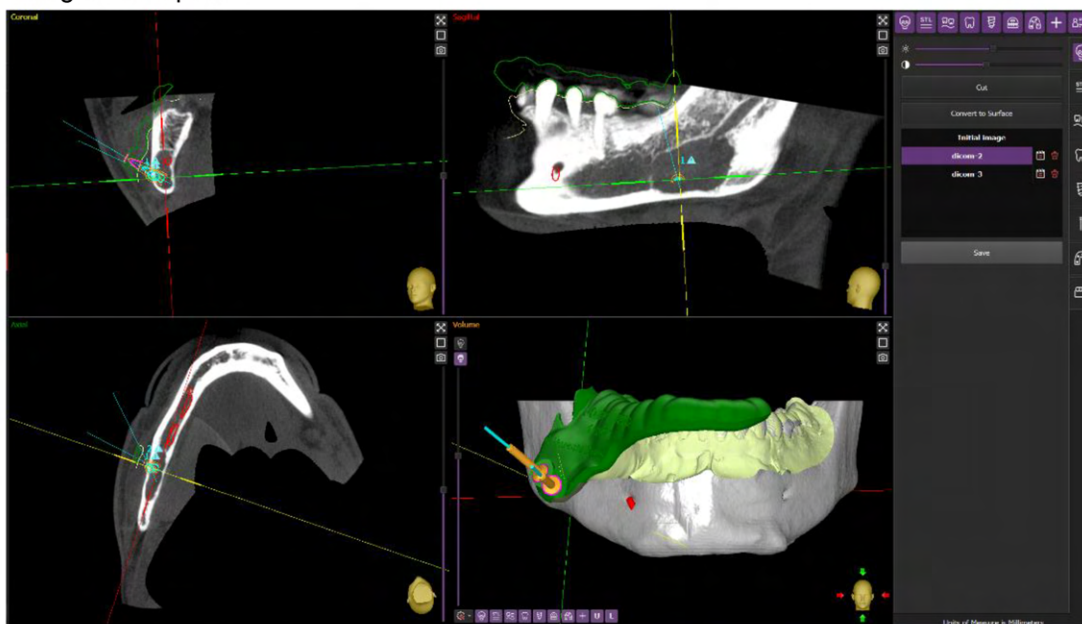 Coronal
Sagittal
STL
Cut
Convert to Surface
Initial image
dicom-2
dicom-3
Save
Axial
Volume
Units of Measure is Millimeters